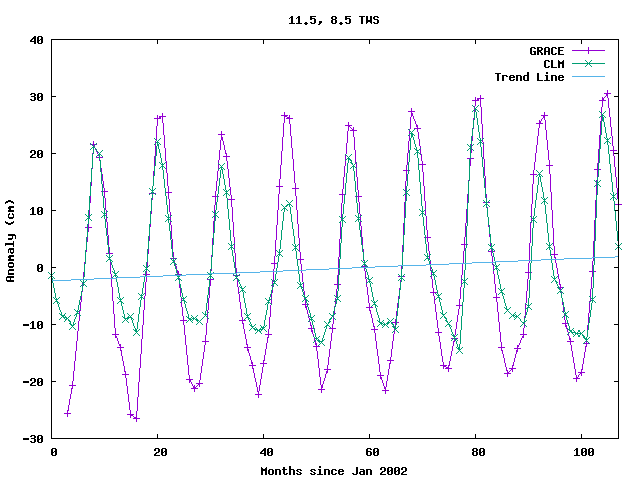 11.5, 8.5 TWS
40
GRACE
CLM
Trend Line
30
20
10
0
-10
-20
-30
Anomaly (cm)
0 20 40 60 80 100
Months since Jan 2002